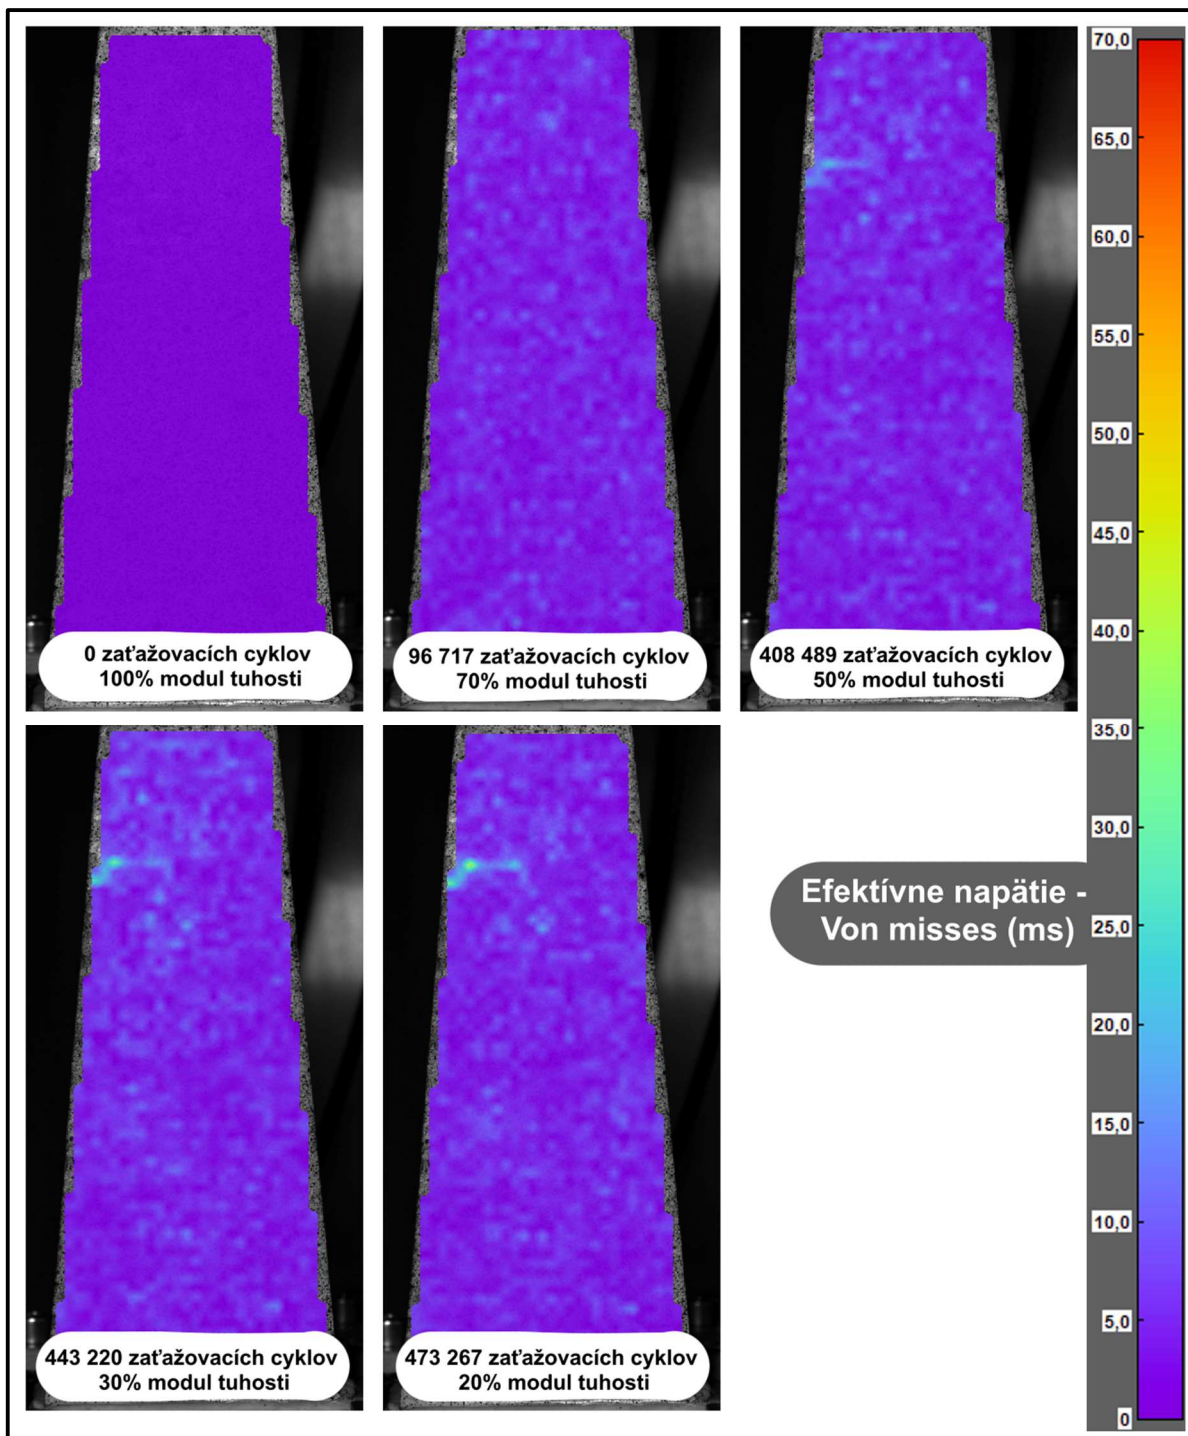 0 zaťažovacích cyklov
100% modul tuhosti
96 717 zaťažovacích cyklov
70% modul tuhosti
408 489 zaťažovacích cyklov
50% modul tuhosti
443 220 zaťažovacích cyklov
30% modul tuhosti
473 267 zaťažovacích cyklov
20% modul tuhosti
Efektívne napätie -
Von misses (ms)
70,0
65,0
60,0
55,0
50,0
45,0
40,0
35,0
30,0
25,0
20,0
15,0
10,0
5,0
0